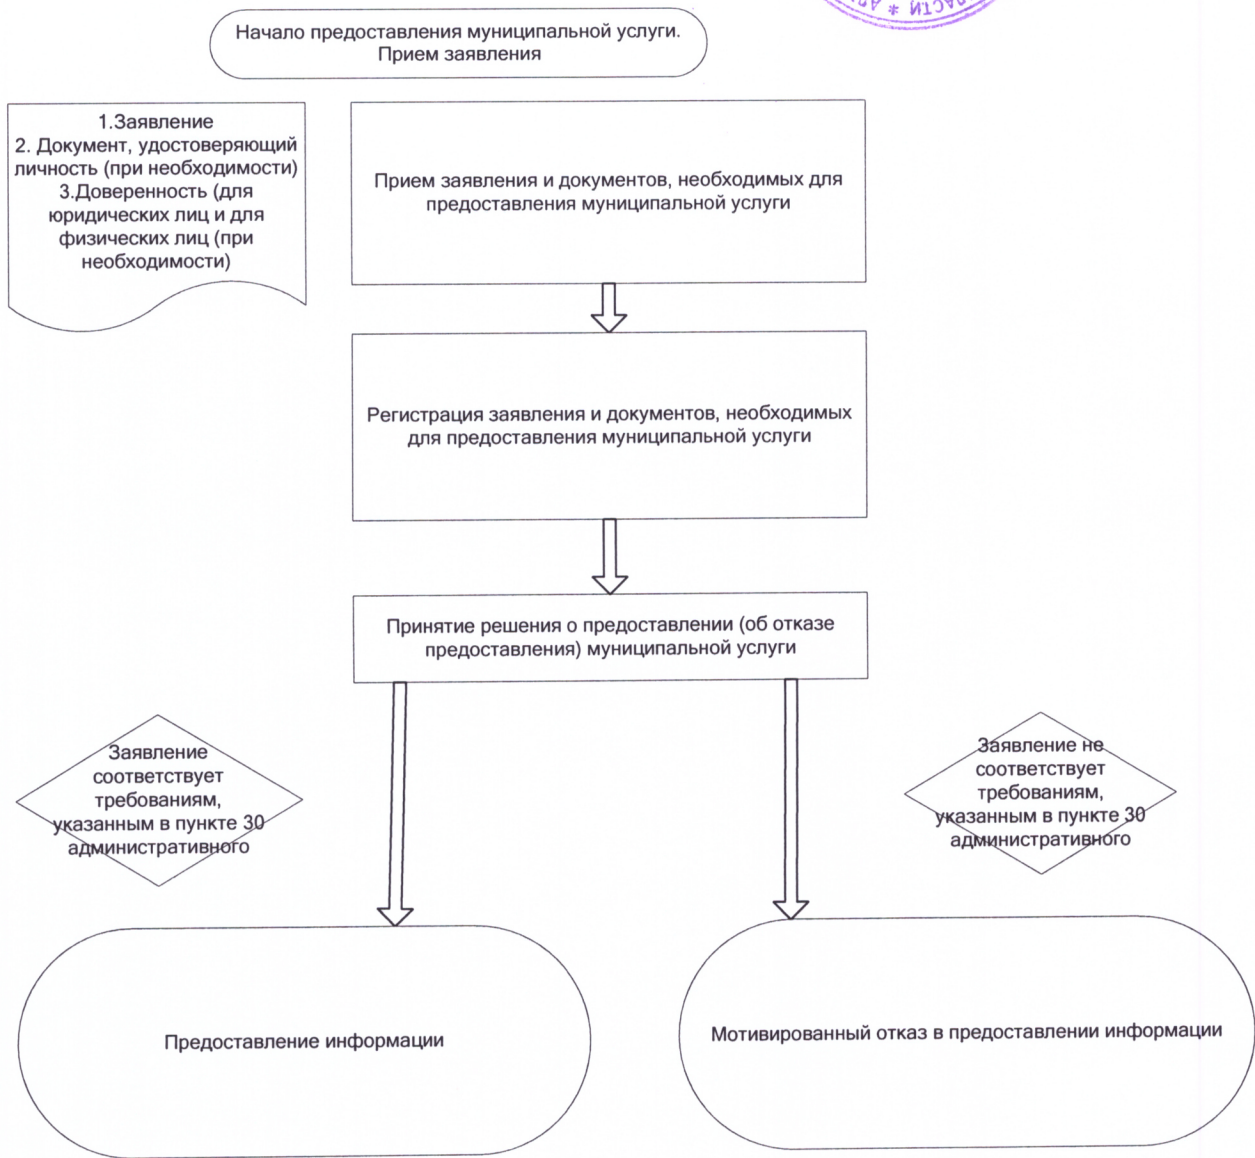 Начало предоставления муниципальной услуги.
Прием заявления
1.Заявление
2. Документ, удостоверяющий
личность (при необходимости)
3.Доверенность (для
юридических лиц и для
физических лиц (при
необходимости)
Прием заявления и документов, необходимых для
предоставления муниципальной услуги
Регистрация заявления и документов, необходимых
для предоставления муниципальной услуги
Принятие решения о предоставлении (об отказе
предоставления) муниципальной услуги
Заявление
соответствует
требованиям,
указанным в пункте 30
административного
Заявление не
соответствует
требованиям,
указанным в пункте 30
административного
Предоставление информации
Мотивированный отказ в предоставлении информации